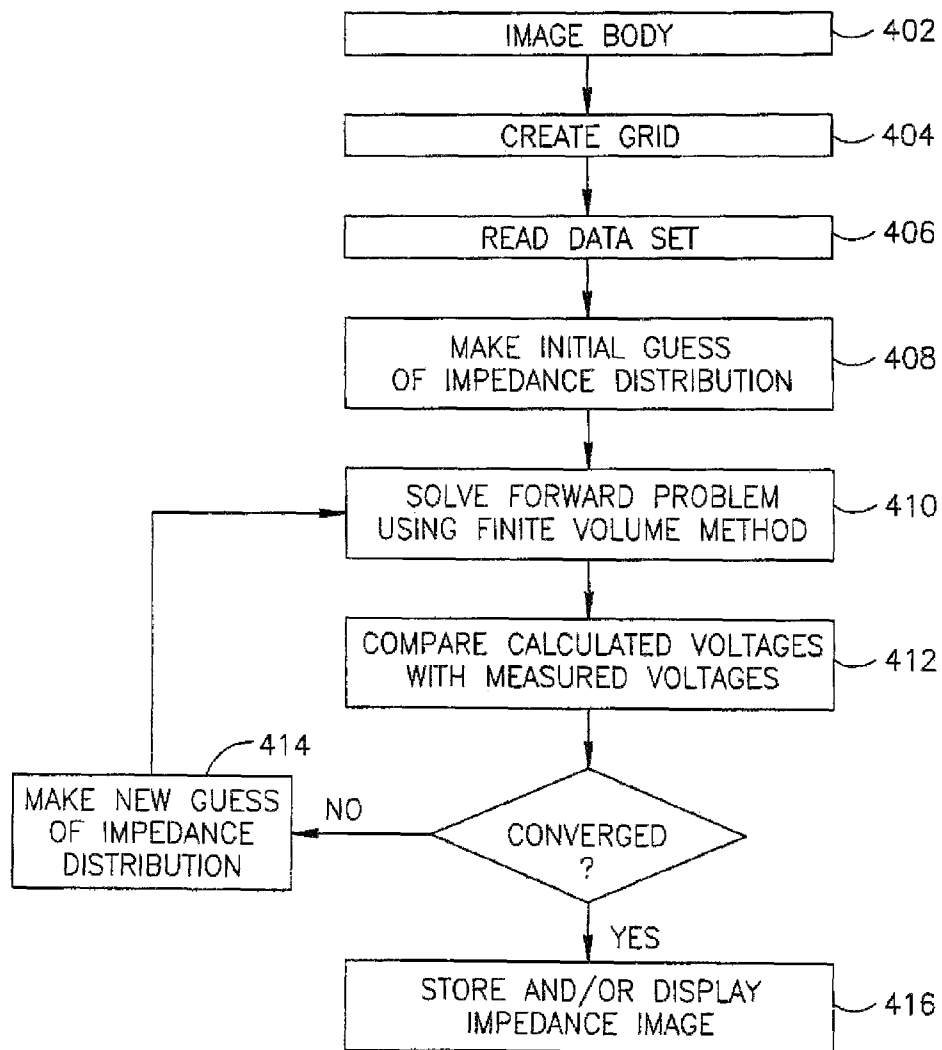 IMAGE BODY
402
CREATE GRID
404
READ DATA SET
406
MAKE INITIAL GUESS
OF IMPEDANCE DISTRIBUTION
408
SOLVE FORWARD PROBLEM
USING FINITE VOLUME METHOD
410
COMPARE CALCULATED VOLTAGES
WITH MEASURED VOLTAGES
412
414
MAKE NEW GUESS
OF IMPEDANCE
DISTRIBUTION
NO
CONVERGED
?
YES
STORE AND/OR DISPLAY
IMPEDANCE IMAGE
416